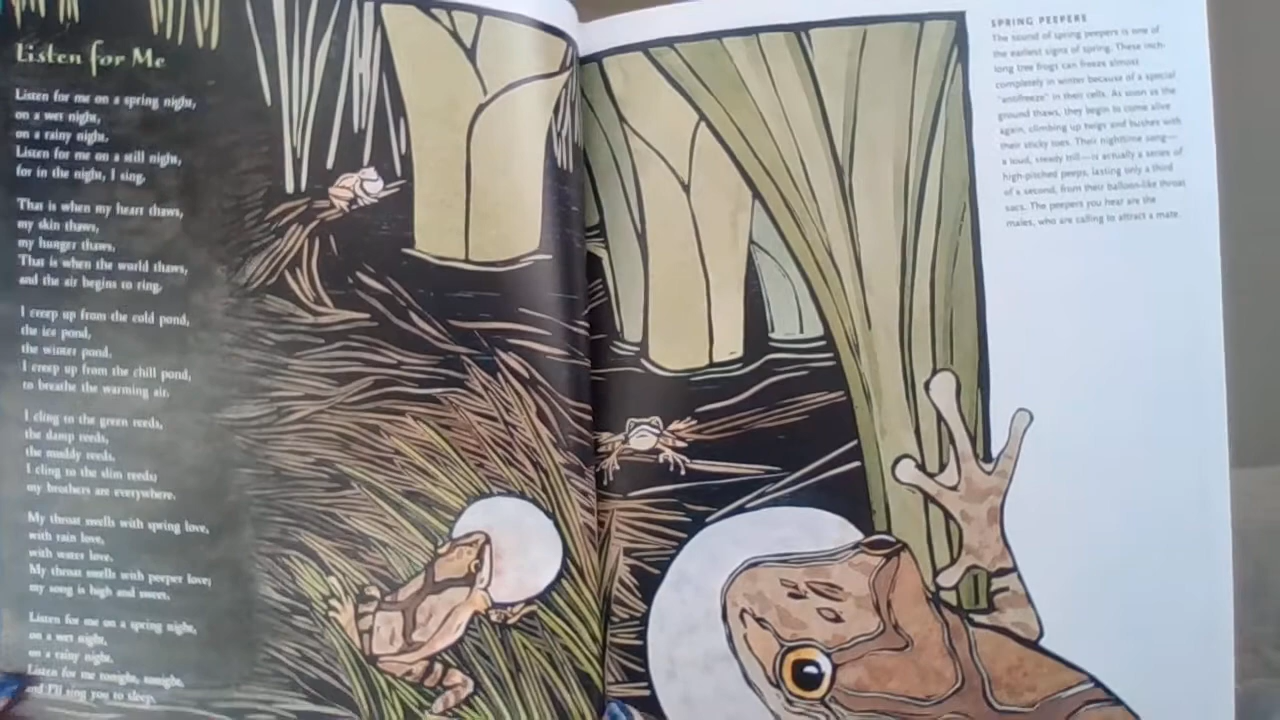 Listen for Me
Listen for me on a spring night,
on a wet night,
on a rainy night.
Listen for me on a still night,
for in the night, I sing.
That is when my heart thaws,
my skin thaws,
my hunger thaws.
That is when the world thaws,
and the air begins to ring.
I creep up from the cold pond,
the ice pond,
the winter pond.
I creep up from the chill pond,
to breathe the warming air.
I cling to the green reeds,
the damp reeds,
the muddy reeds.
I cling to the slim reeds;
my brothers are everywhere.
My throat swells with spring love,
with rain love,
with water love.
My throat swells with peeper love;
my song is high and sweet.
Listen for me on a spring night,
on a wet night,
on a rainy night.
Listen for me tonight, tonight,
and I'll sing you to sleep.
SPRING PEEPERS
The sound of spring peepers is one of
the earliest signs of spring. These inch-
long tree frogs can freeze almost
completely in winter because of a special
"antifreeze" in their cells. As soon as the
ground thaws, they begin to come alive
again, climbing up twigs and bushes with
their sticky toes. Their nighttime song—
a loud, steady trill—is actually a series of
high-pitched peeps, lasting only a third
of a second, from their balloon-like throat
sacs. The peepers you hear are the
males, who are calling to attract a mate.